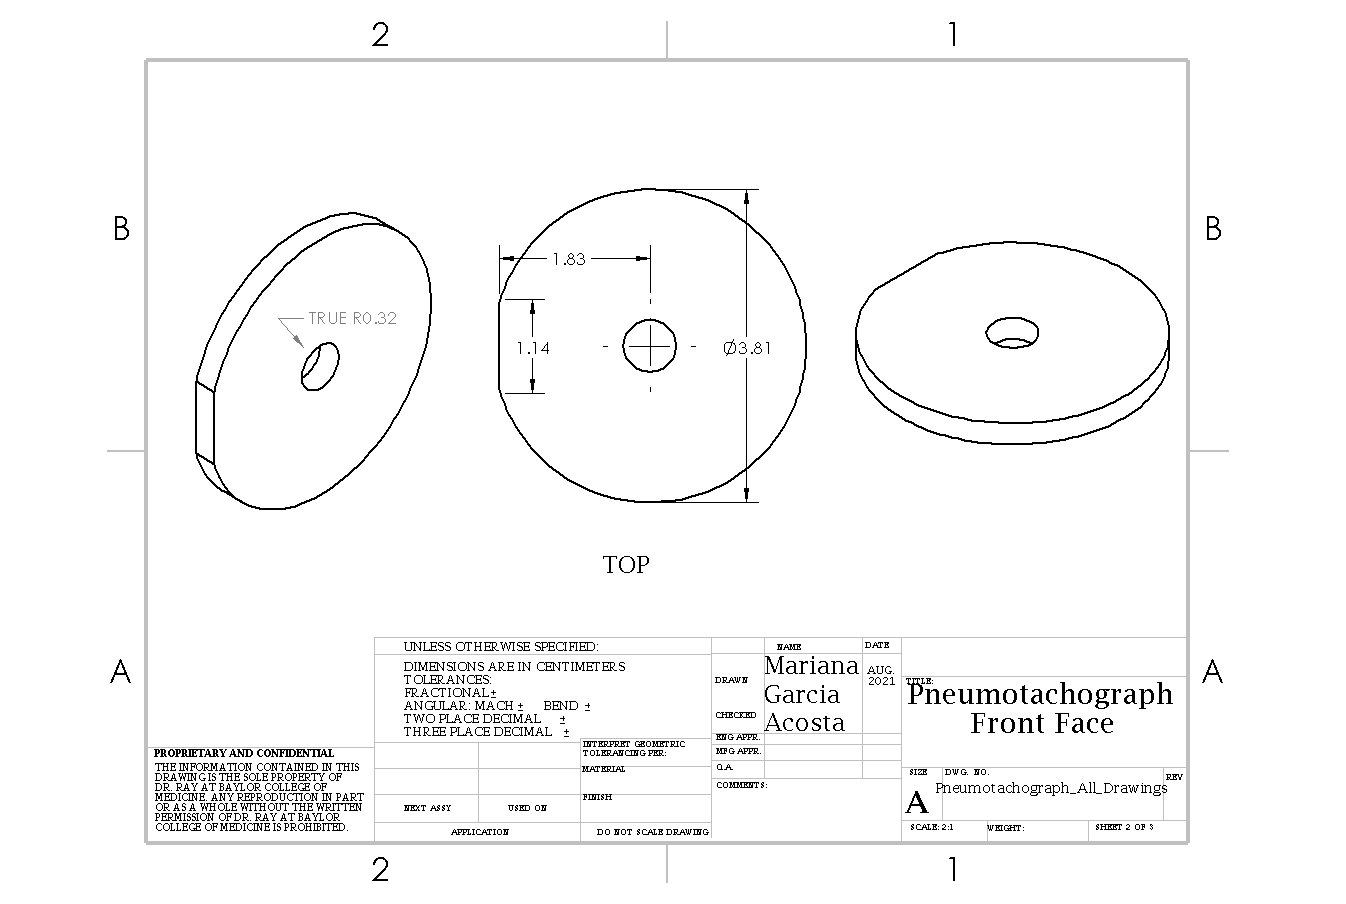 2
1
B
B
TRUE R0.32
1.83
1.14
Ø3.81
TOP
A
A
UNLESS OTHERWISE SPECIFIED:
DIMENSIONS ARE IN CENTIMETERS
TOLERANCES:
FRACTIONAL±
ANGULAR: MACH ± BEND ±
TWO PLACE DECIMAL ±
THREE PLACE DECIMAL ±
INTERPRET GEOMETRIC
TOLERANCING PER:
MATERIAL
FINISH
NEXT ASSY
USED ON
APPLICATION
DO NOT SCALE DRAWING
PROPRIETARY AND CONFIDENTIAL
THE INFORMATION CONTAINED IN THIS
DRAWING IS THE SOLE PROPERTY OF
DR. RAY AT BAYLOR COLLEGE OF
MEDICINE. ANY REPRODUCTION IN PART
OR AS A WHOLE WITHOUT THE WRITTEN
PERMISSION OF DR. RAY AT BAYLOR
COLLEGE OF MEDICINE IS PROHIBITED.
NAME
DATE
DRAWN
Mariana
Garcia
Acosta
AUG.
2021
CHECKED
ENG APPR.
MFG APPR.
Q.A.
COMMENTS:
TITLE:
Pneumotachograph
Front Face
SIZE
A
DWG. NO.
Pneumotachograph_All_Drawings
REV
SCALE: 2:1
WEIGHT:
SHEET 2 OF 3
2
1